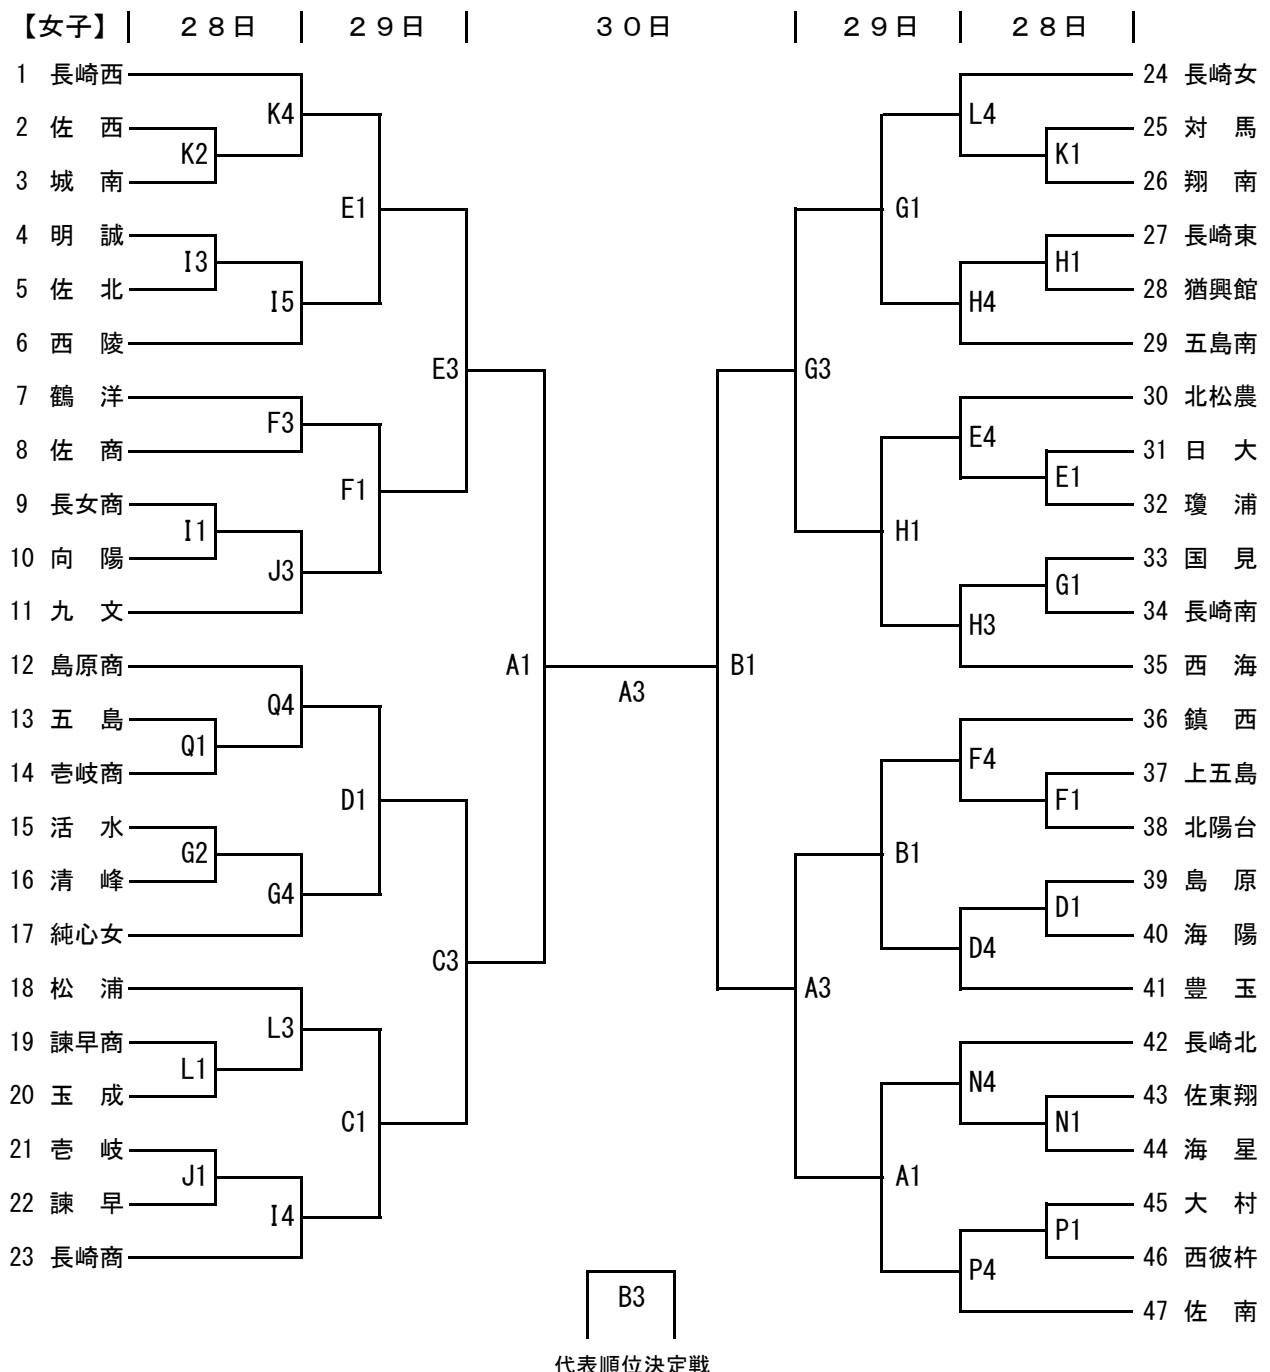 【女子】 28日 29日 30日 29日 28日
1 長崎西
2 佐 西
3 城 南
4 明 誠
5 佐 北
6 西 陵
7 鶴 洋
8 佐 商
9 長女商
10 向 陽
11 九 文
12 島原商
13 五 島
14 壱岐商
15 活 水
16 清 峰
17 純心女
18 松 浦
19 諫早商
20 玉 成
21 壱 岐
22 諫 早
23 長崎商
K2
I3
I1
Q1
G2
L1
J1
K4
I5
F3
J3
Q4
G4
L3
I4
E1
F1
D1
C1
E3
C3
A1
A3
B1
G3
A3
G1
H1
B1
A1
L4
H4
E4
H3
F4
D4
N4
P4
K1
H1
E1
G1
F1
D1
N1
P1
24 長崎女
25 対 馬
26 翔 南
27 長崎東
28 猶興館
29 五島南
30 北松農
31 日 大
32 瓊 浦
33 国 見
34 長崎南
35 西 海
36 鎮 西
37 上五島
38 北陽台
39 島 原
40 海 陽
41 豊 玉
42 長崎北
43 佐東翔
44 海 星
45 大 村
46 西彼杵
47 佐 南
B3
代表順位決定戦